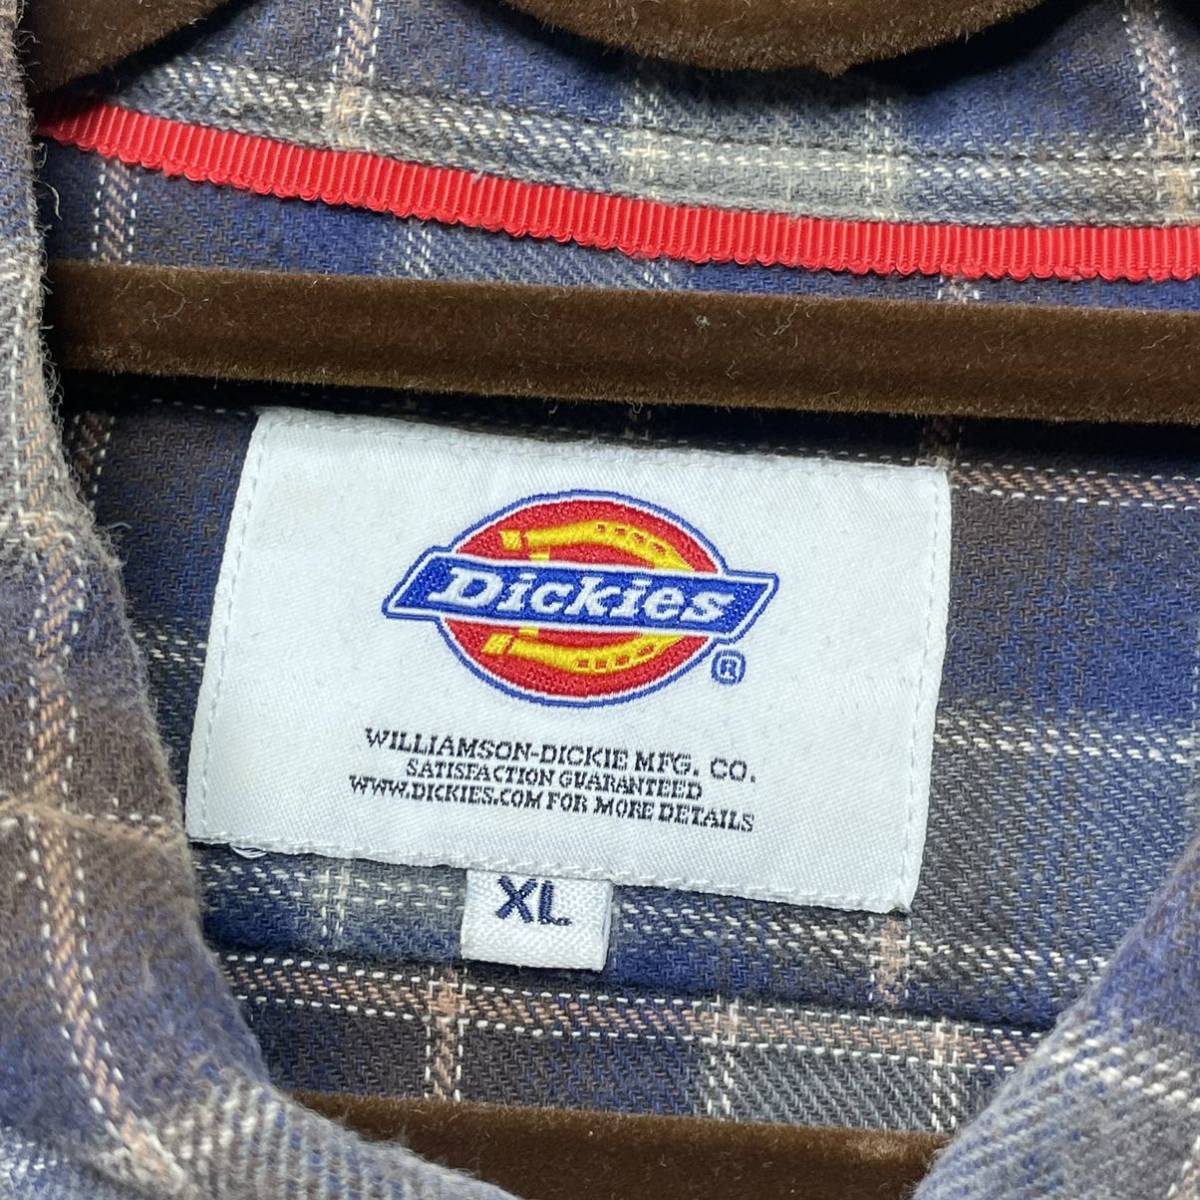 Dickies®
WILLIAMSON-DICKIE MFG. CO.
SATISFACTION GUARANTEED
WWW.DICKIES.COM FOR MORE DETAILS
XL